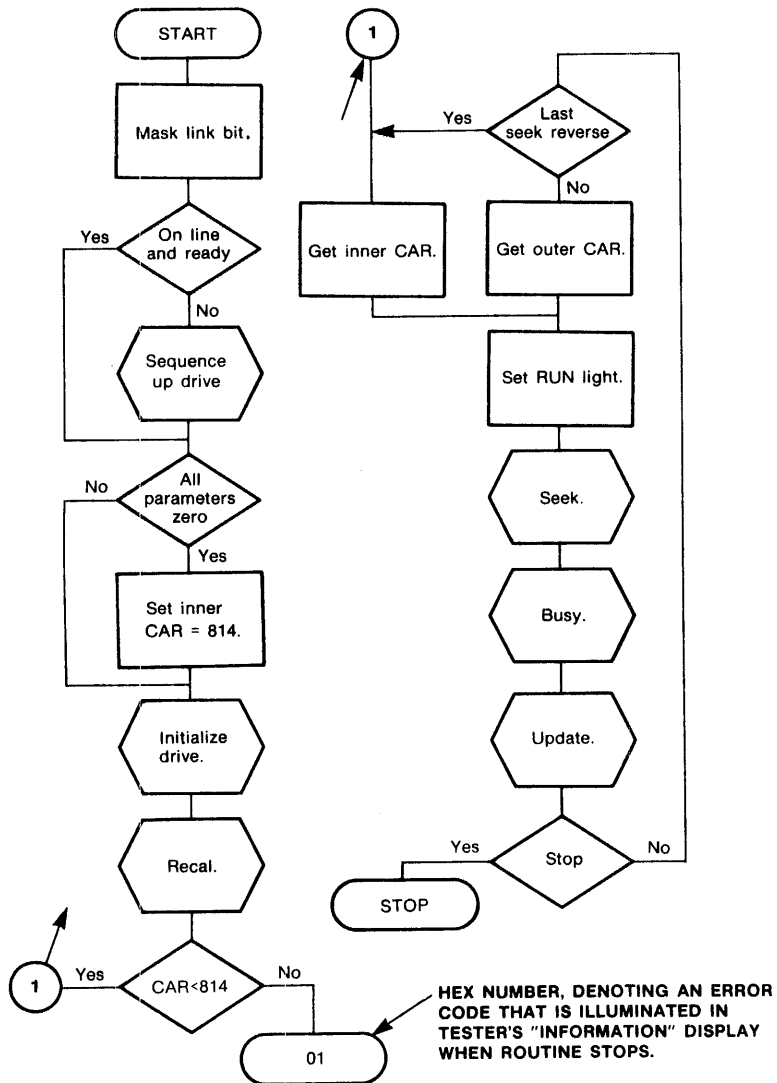 START
Mask link bit.
Yes
On line
and ready
No
Sequence
up drive
No
All
parameters
zero
Yes
Set inner
CAR = 814.
Initialize
drive.
Recal.
1
Yes
CAR<814
No
01
HEX NUMBER, DENOTING AN ERROR
CODE THAT IS ILLUMINATED IN
TESTER'S "INFORMATION" DISPLAY
WHEN ROUTINE STOPS.
1
Yes
Last
seek reverse
No
Get inner CAR.
Get outer CAR.
Set RUN light.
Seek.
Busy.
Update.
Yes
Stop
No
STOP